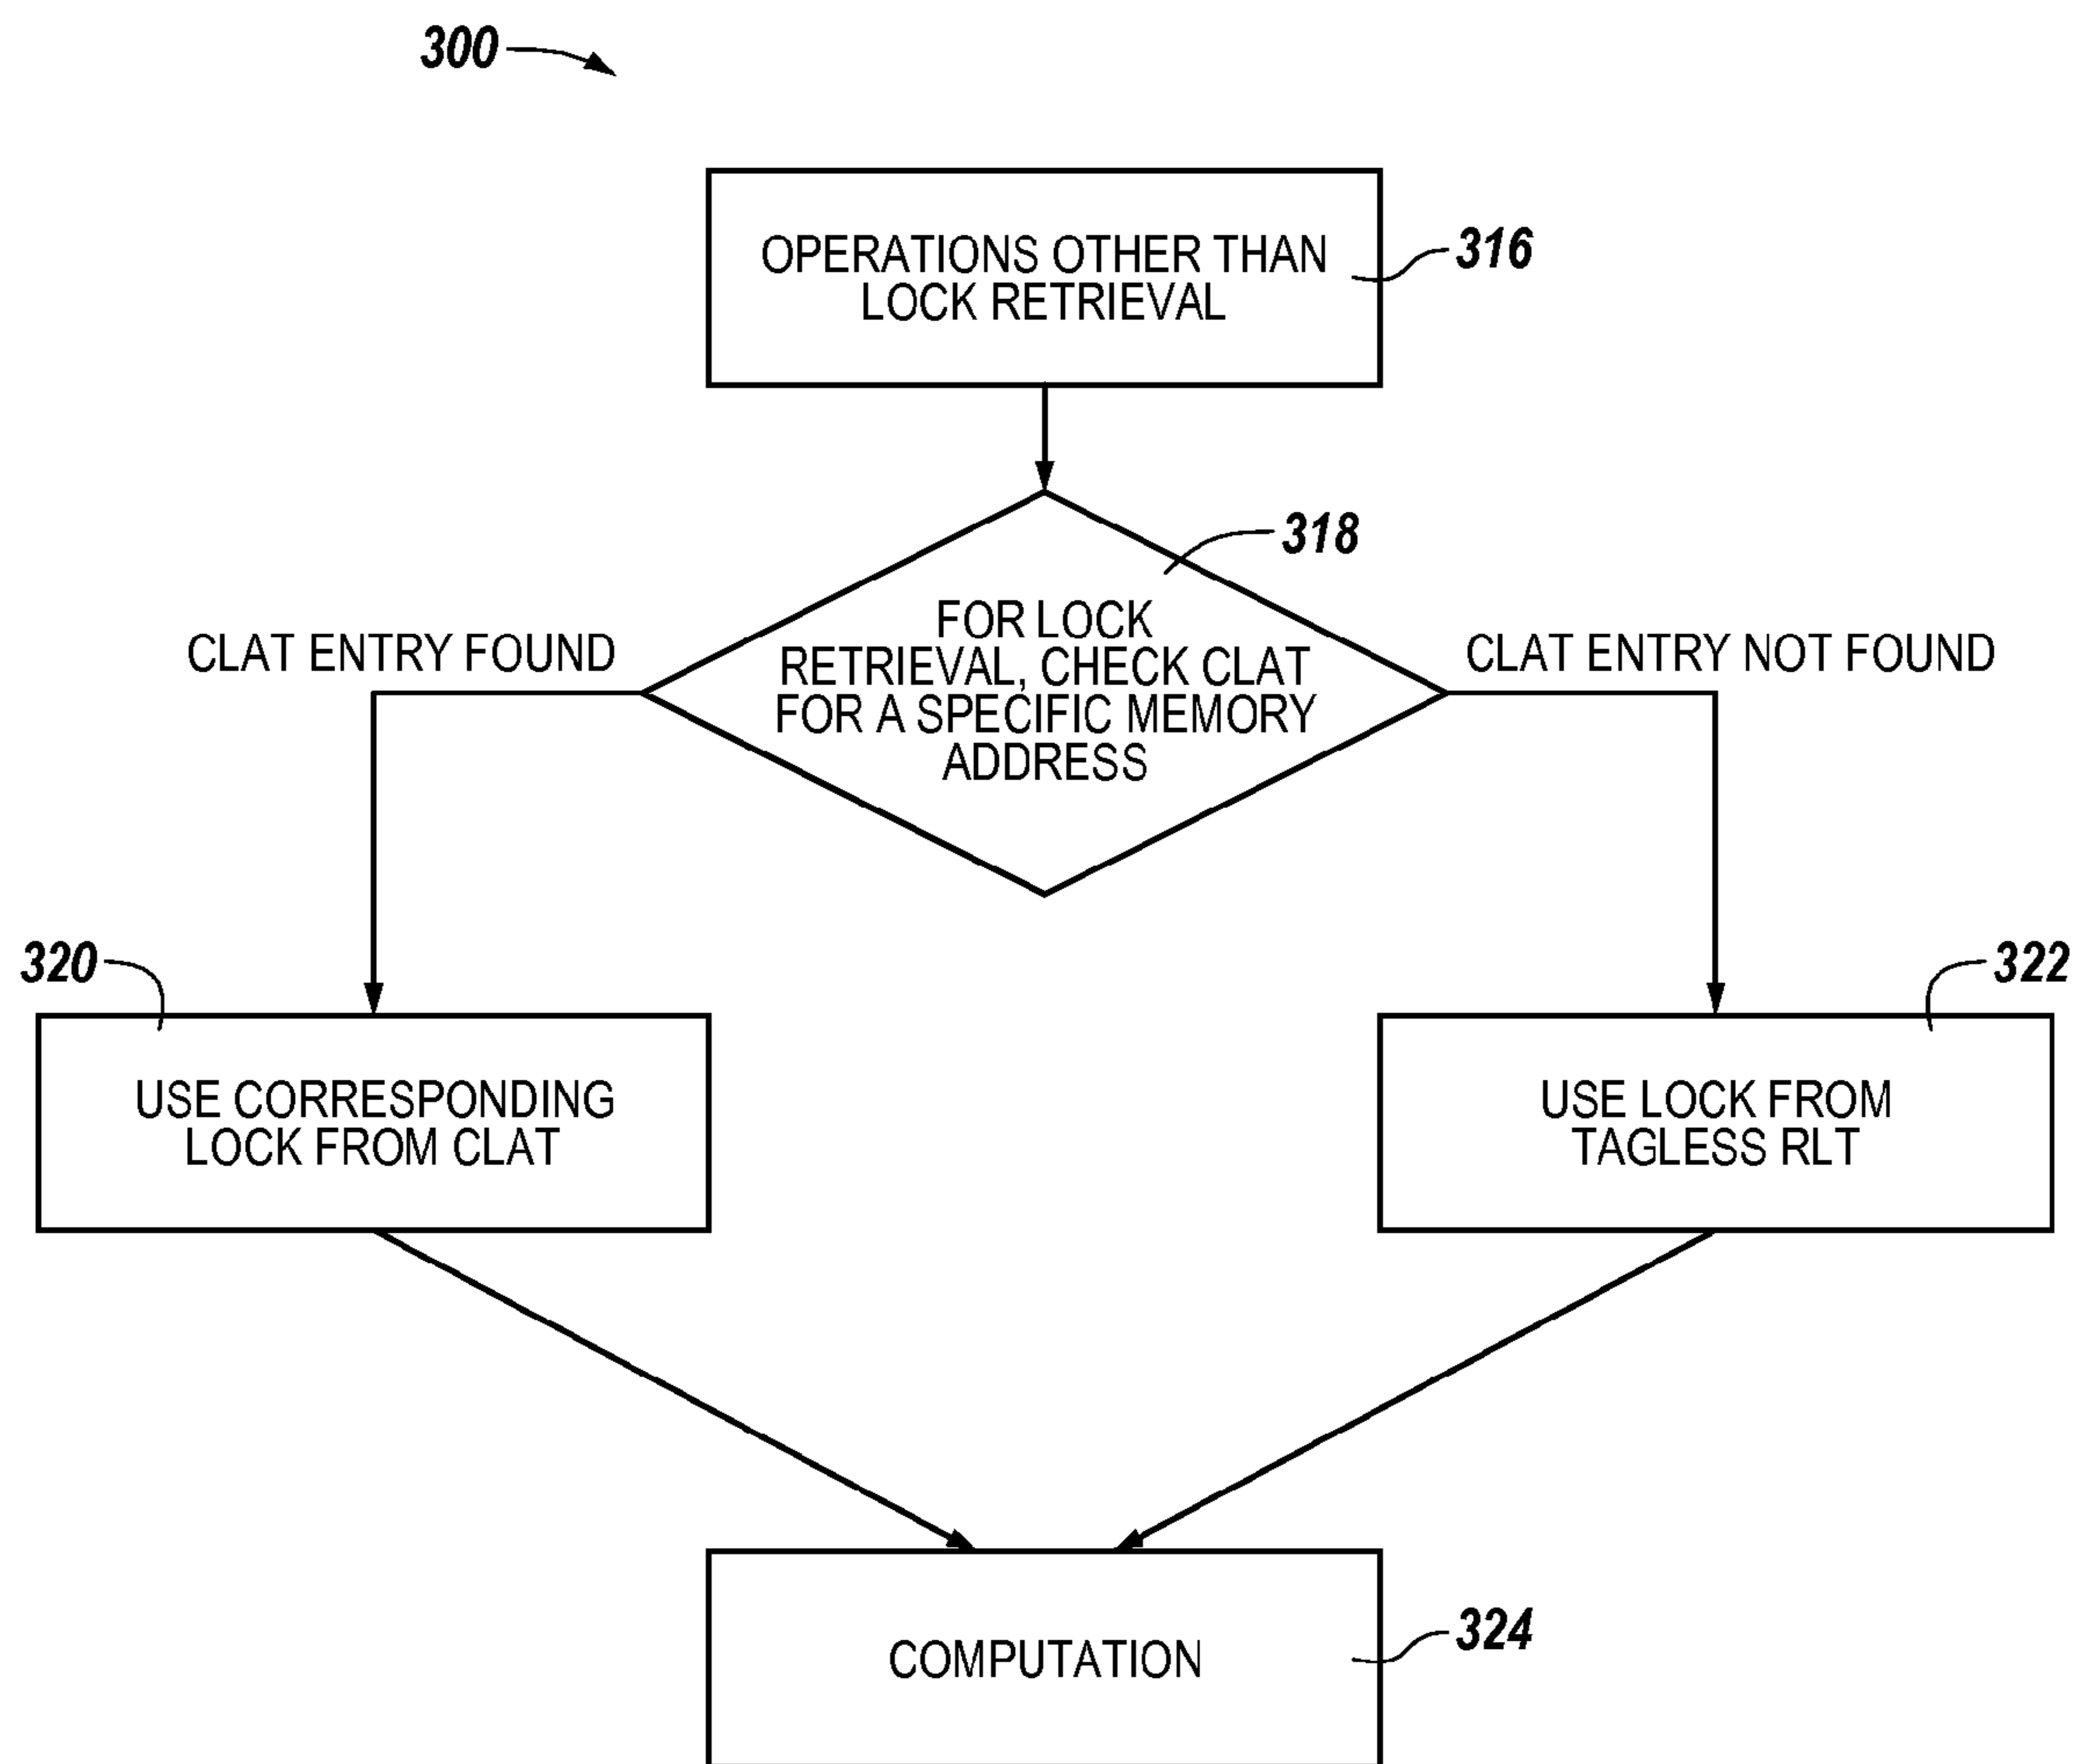 300
OPERATIONS OTHER THAN
LOCK RETRIEVAL
316
318
FOR LOCK
RETRIEVAL, CHECK CLAT
FOR A SPECIFIC MEMORY
ADDRESS
CLAT ENTRY FOUND
CLAT ENTRY NOT FOUND
320
USE CORRESPONDING
LOCK FROM CLAT
322
USE LOCK FROM
TAGLESS RLT
COMPUTATION
324